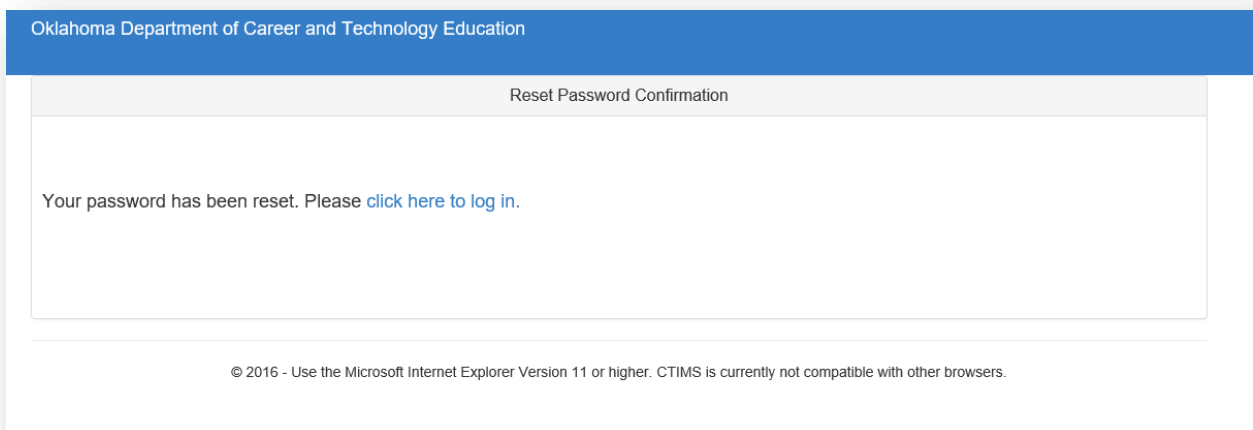 Oklahoma Department of Career and Technology Education
Reset Password Confirmation
Your password has been reset. Please click here to log in.
© 2016 - Use the Microsoft Internet Explorer Version 11 or higher. CTIMS is currently not compatible with other browsers.